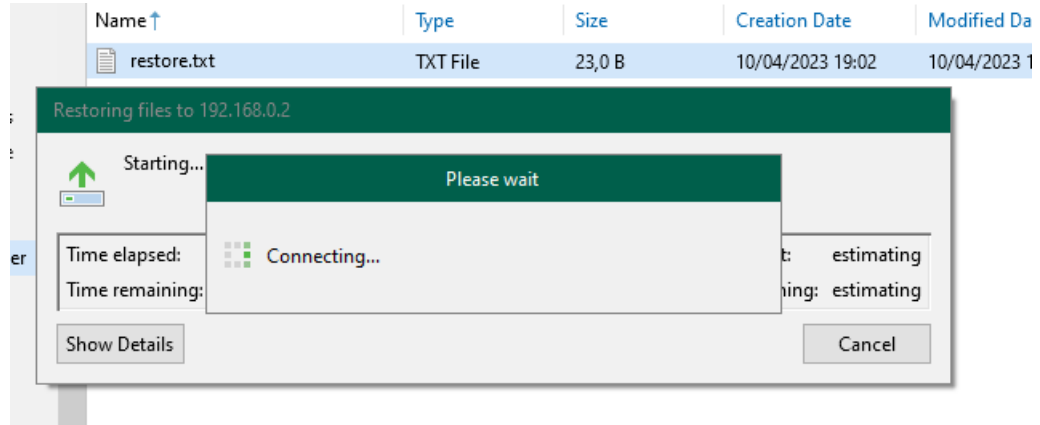 Name Type Size Creation Date Modified Da
restore.txt TXT File 23,0 B 10/04/2023 19:02 10/04/2023 1
Restoring files to 192.168.0.2
Starting...
Please wait
er
Time elapsed: Connecting... t: estimating
Time remaining: ning: estimating
Show Details Cancel